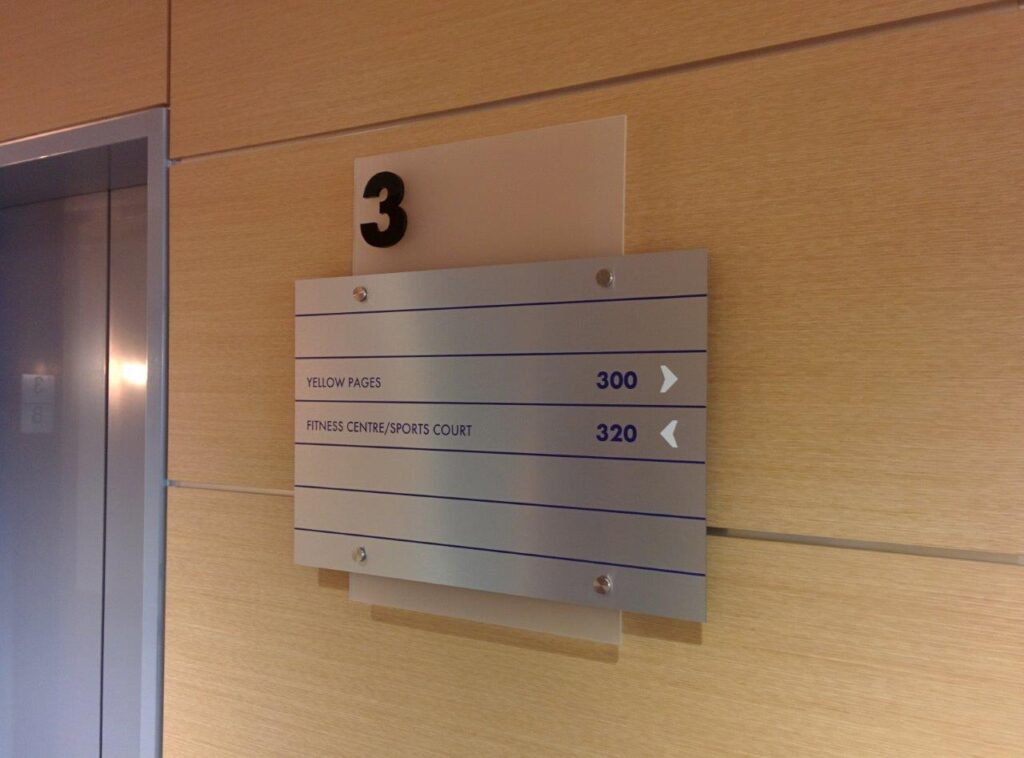 3
YELLOW PAGES 300
FITNESS CENTRE/SPORTS COURT 320